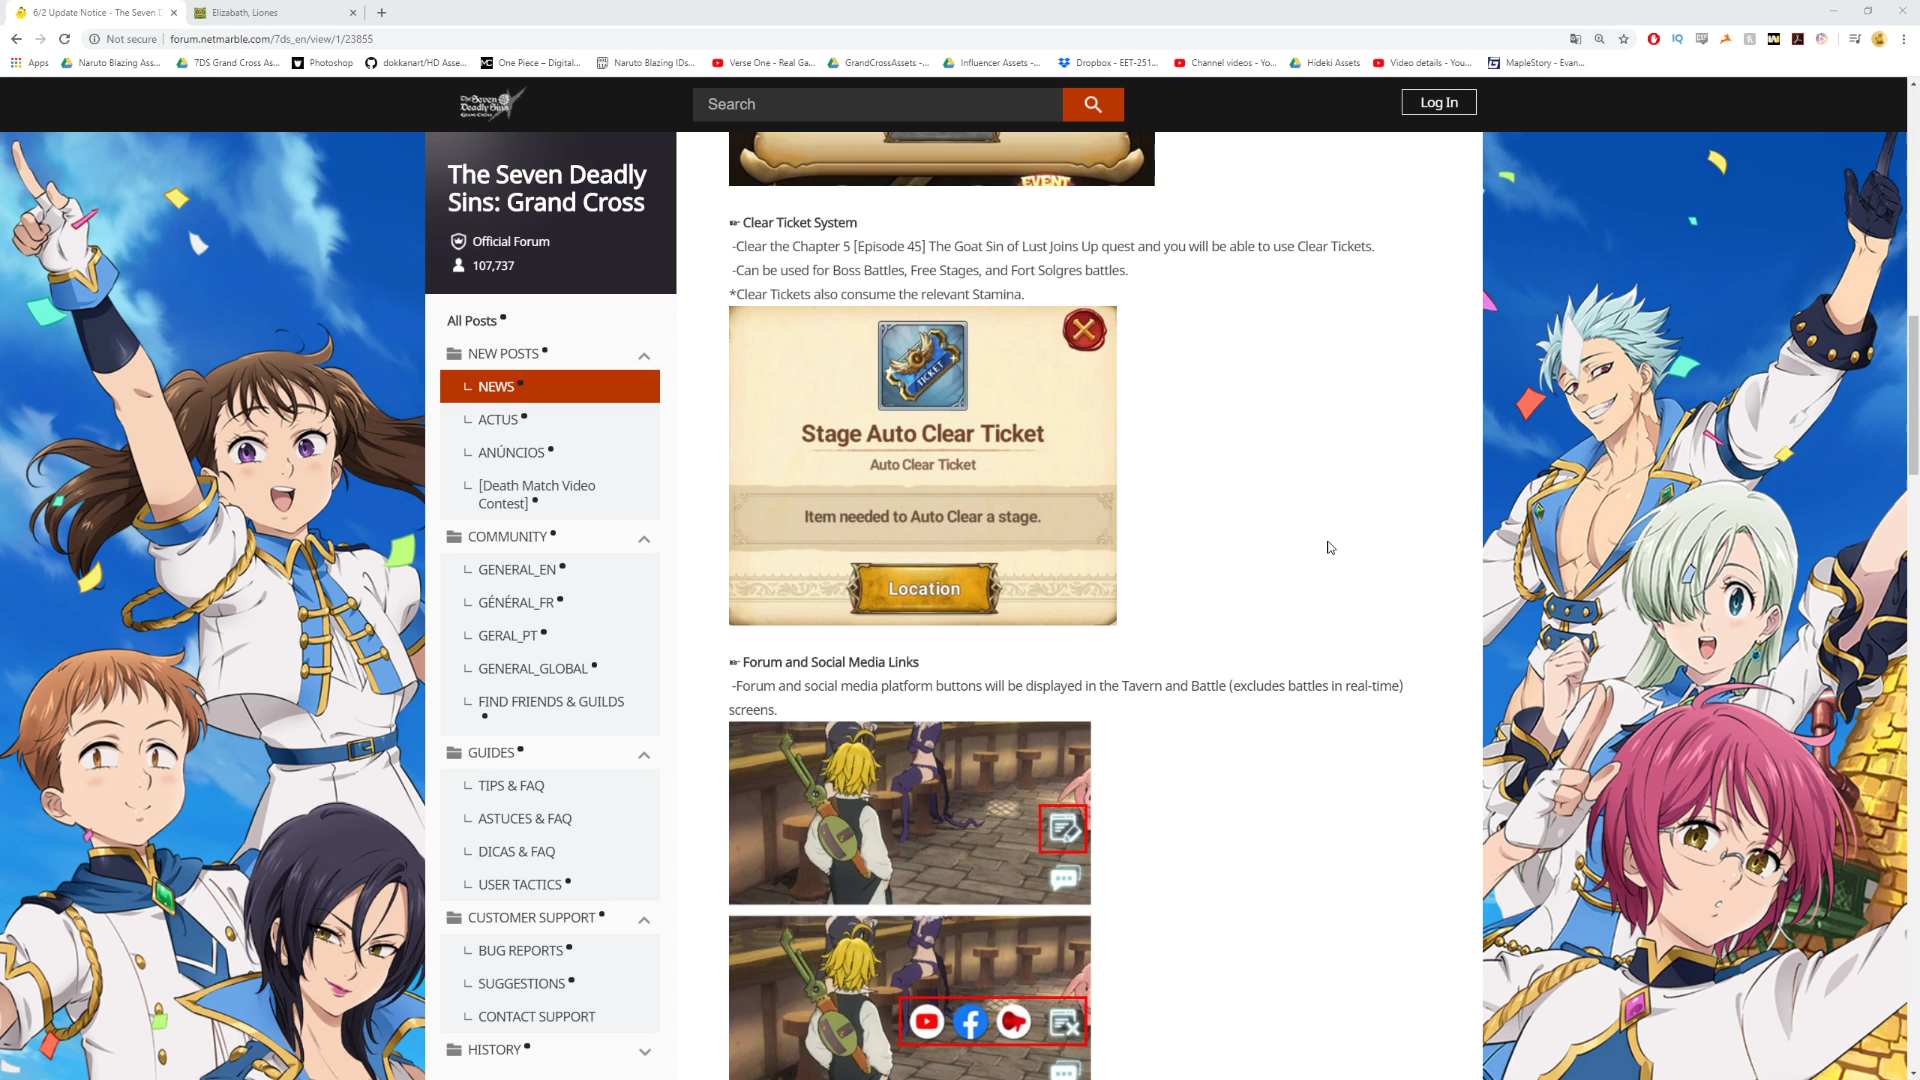 6/2 Update Notice - The Seven D
Elizabath, Liones
Not secure
forum.netmarble.com/7ds_en/view/1/23855
Apps
Naruto Blazing Ass...
7DS Grand Cross As...
Photoshop
dokkanart/HD Asse...
One Piece – Digital...
Naruto Blazing IDs...
Verse One - Real Ga...
GrandCrossAssets -...
Influencer Assets -...
Dropbox - EET-251...
Channel videos - Yo...
Hideki Assets
Video details - You...
MapleStory - Evan...
The Seven Deadly Sins GRAND CROSS
Search
Log In
The Seven Deadly
Sins: Grand Cross
Official Forum
107,737
All Posts
NEW POSTS
NEWS
ACTUS
ANÚNCIOS
[Death Match Video
Contest]
COMMUNITY
GENERAL_EN
GÉNÉRAL_FR
GERAL_PT
GENERAL_GLOBAL
FIND FRIENDS & GUILDS
GUIDES
TIPS & FAQ
ASTUCES & FAQ
DICAS & FAQ
USER TACTICS
CUSTOMER SUPPORT
BUG REPORTS
SUGGESTIONS
CONTACT SUPPORT
HISTORY
EVENT
☞ Clear Ticket System
-Clear the Chapter 5 [Episode 45] The Goat Sin of Lust Joins Up quest and you will be able to use Clear Tickets.
-Can be used for Boss Battles, Free Stages, and Fort Solgres battles.
*Clear Tickets also consume the relevant Stamina.
TICKET
Stage Auto Clear Ticket
Auto Clear Ticket
Item needed to Auto Clear a stage.
Location
☞ Forum and Social Media Links
-Forum and social media platform buttons will be displayed in the Tavern and Battle (excludes battles in real-time)
screens.